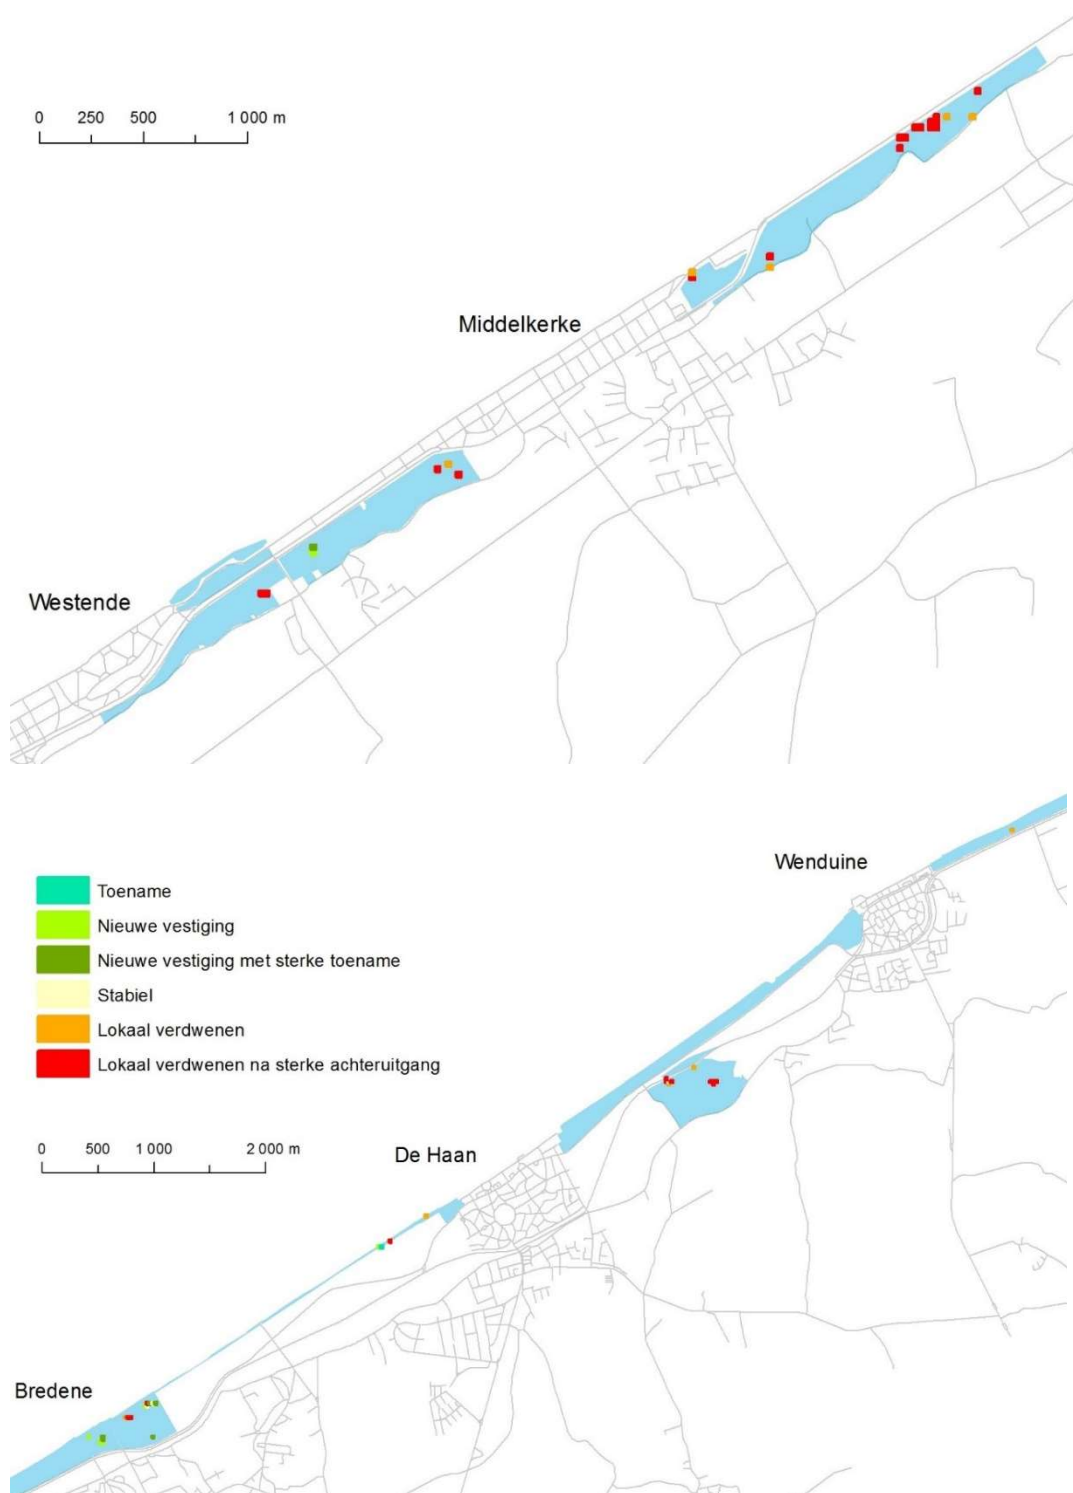 0 250 500 1 000 m
Middelkerke
Westende
Wenduine
Toename
Nieuwe vestiging
Nieuwe vestiging met sterke toename
Stabiel
Lokaal verdwenen
Lokaal verdwenen na sterke achteruitgang
De Haan
0 500 1 000 2 000 m
Bredene